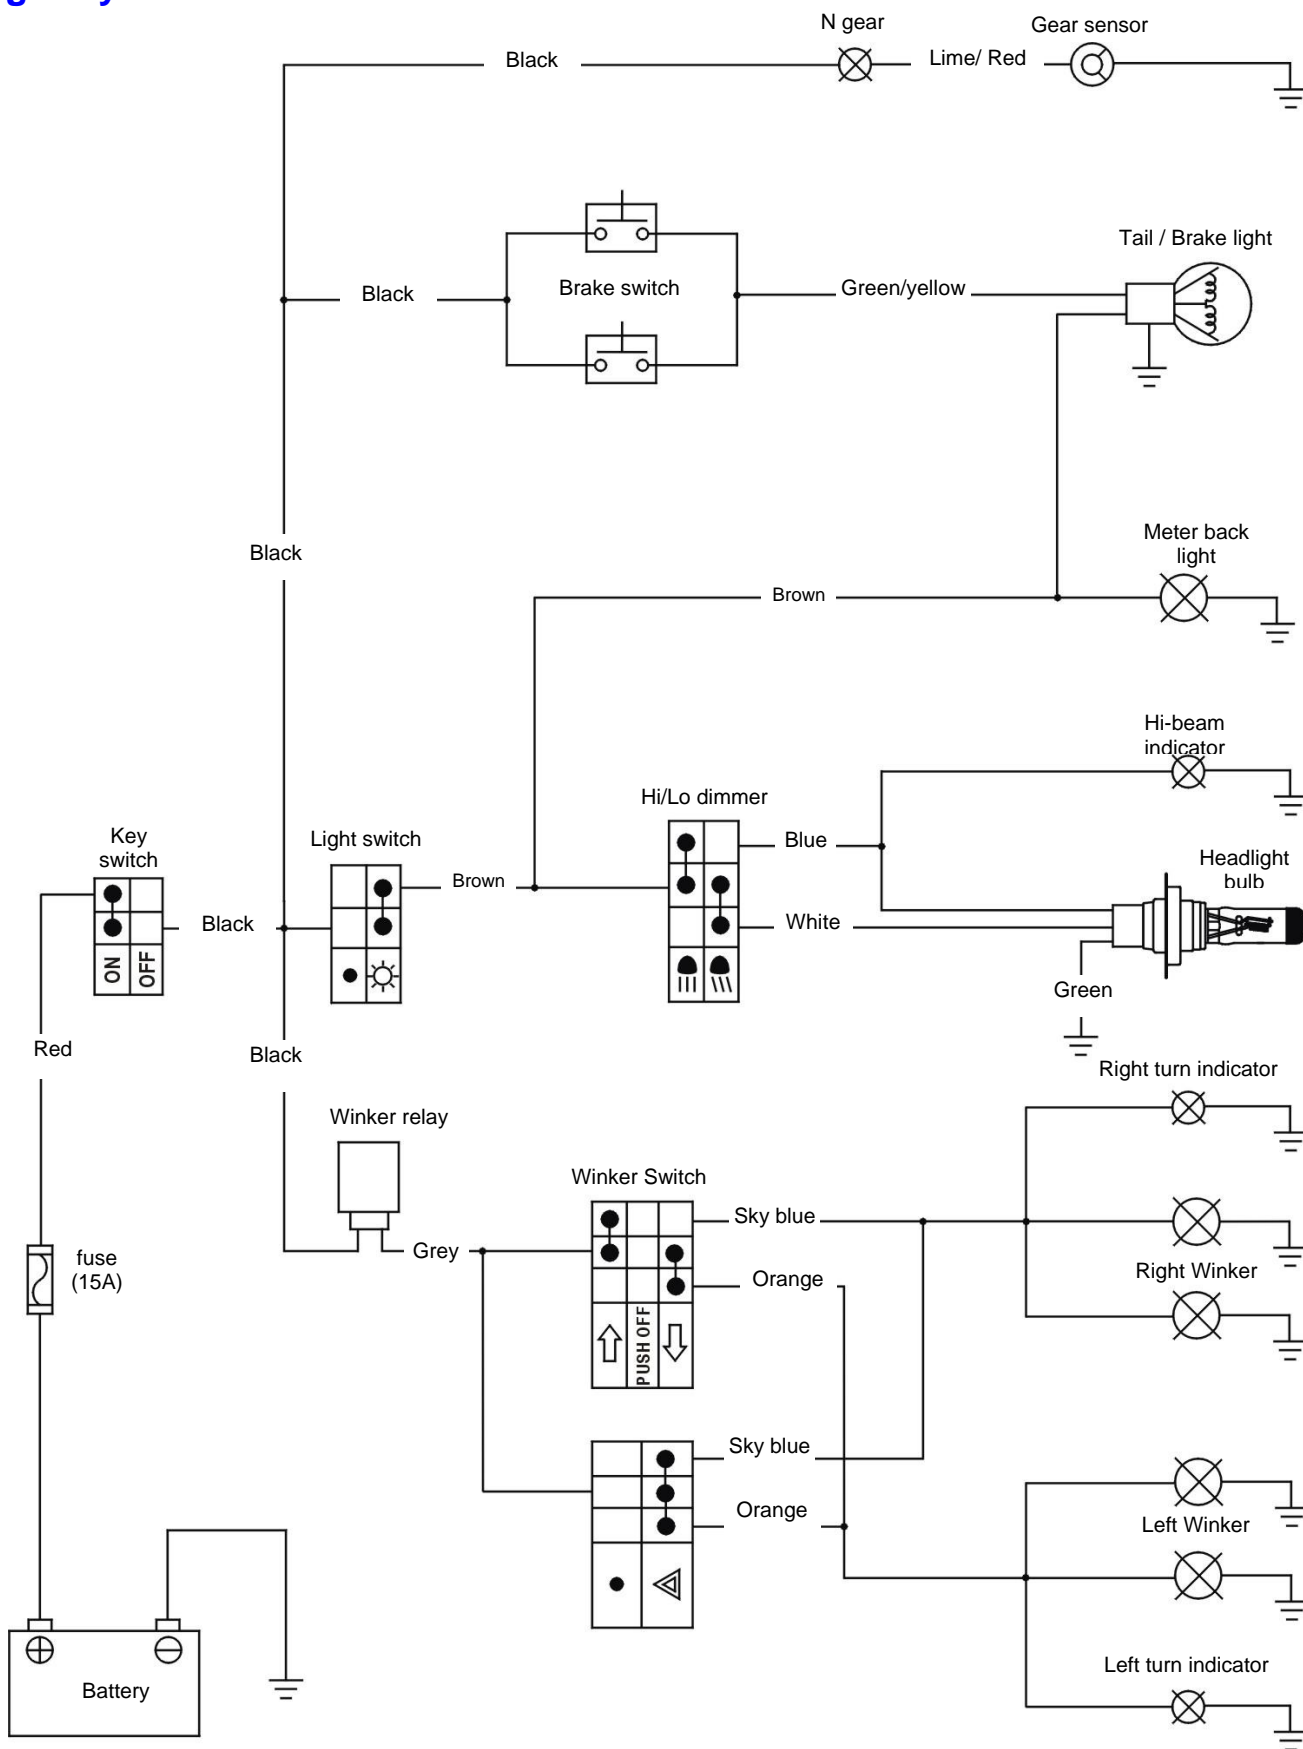 N gear
Gear sensor
Black
Lime/ Red
Tail / Brake light
Black
Brake switch
Green/yellow
Black
Meter back
light
Brown
Hi-beam
indicator
Hi/Lo dimmer
Key
switch
Light switch
Blue
Headlight
bulb
Brown
Black
White
ON
OFF
Green
Red
Black
Right turn indicator
Winker relay
Winker Switch
Sky blue
Grey
fuse
(15A)
Orange
Right Winker
PUSH OFF
Sky blue
Orange
Left Winker
Left turn indicator
Battery